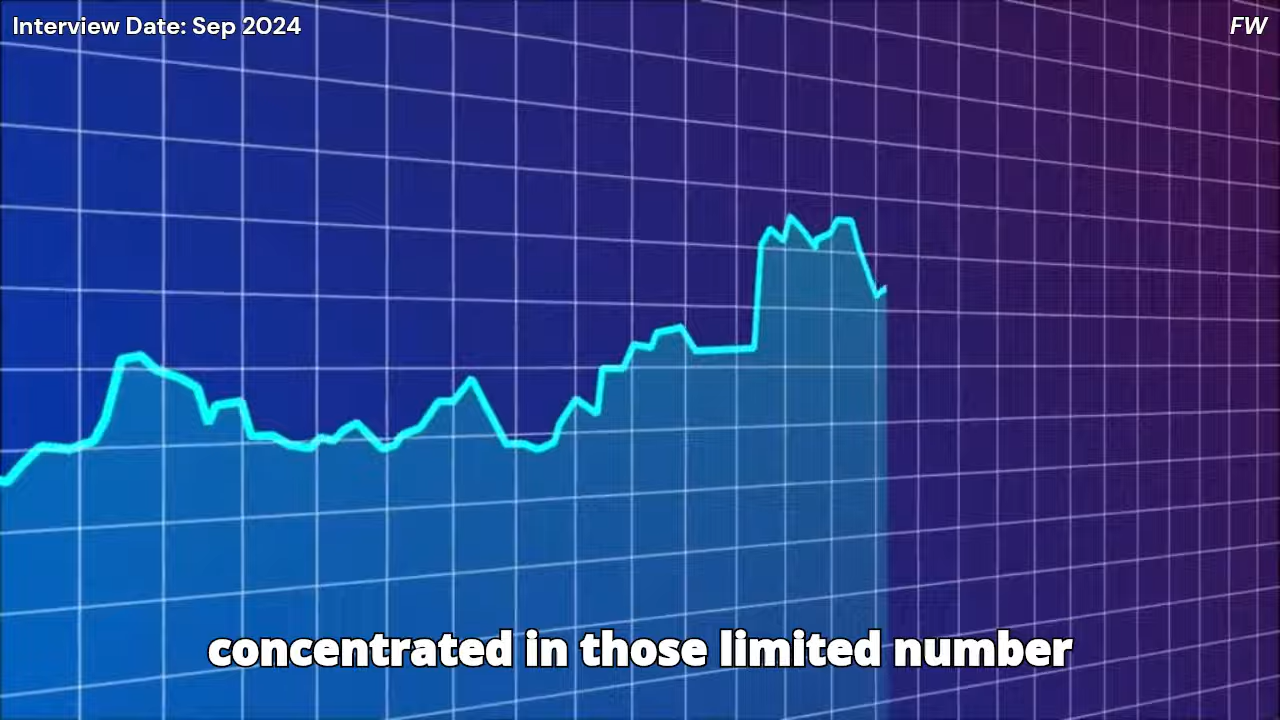 Interview Date: Sep 2024
FW
concentrated in those limited number